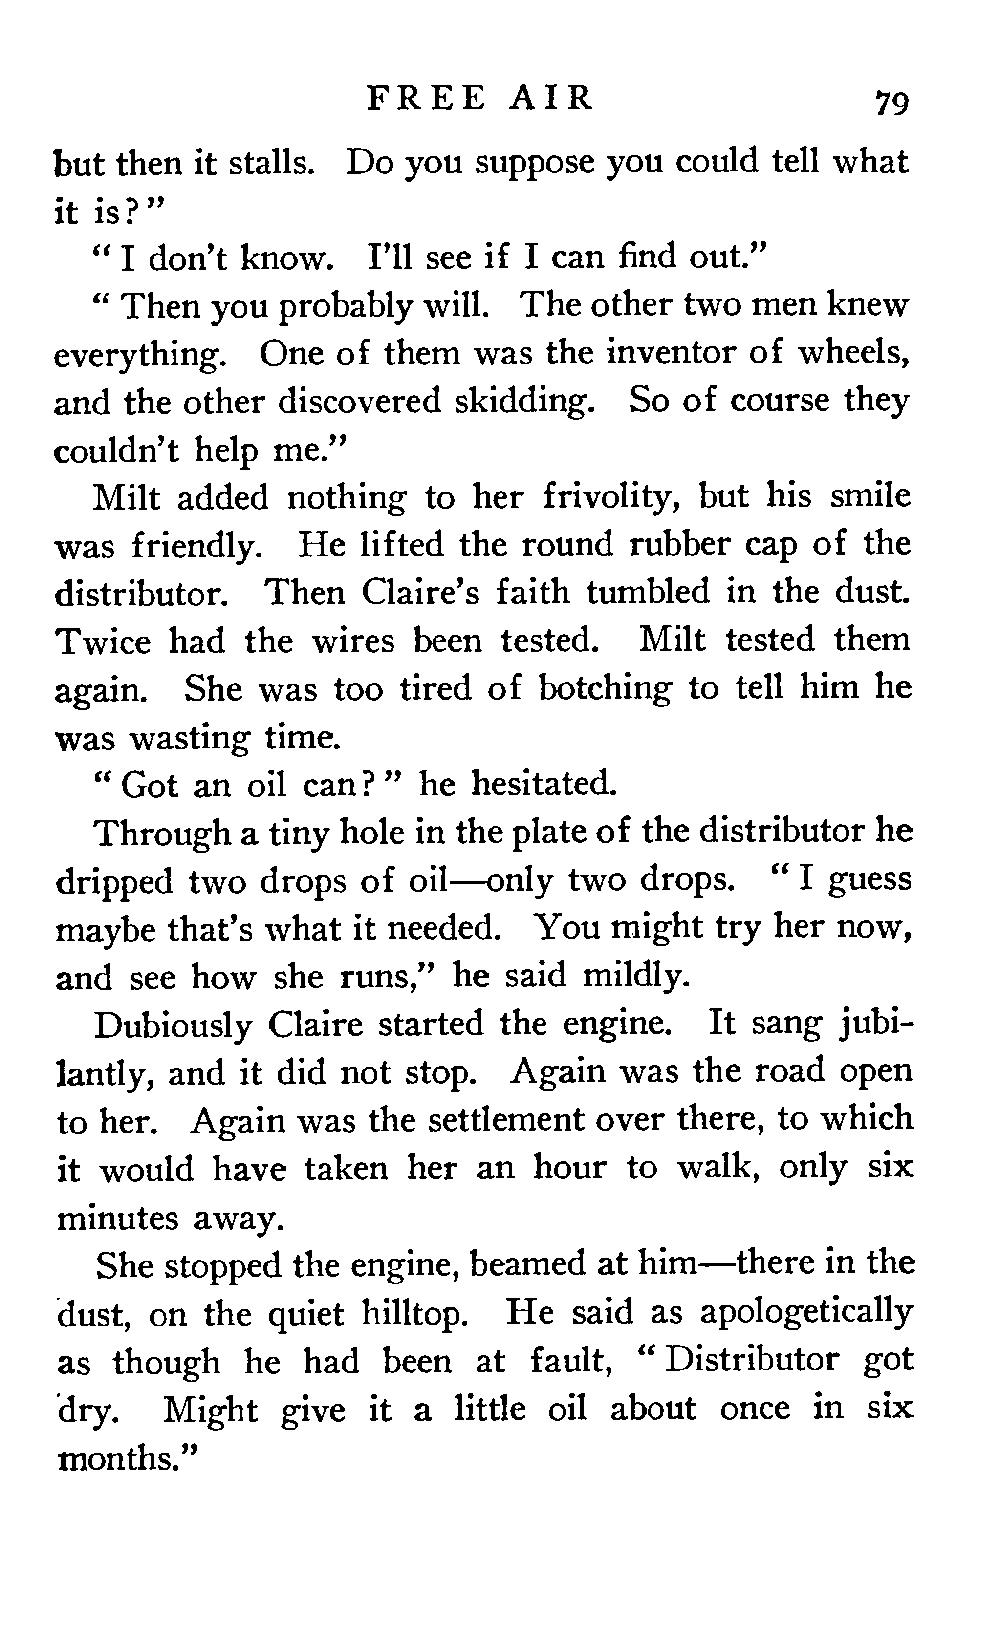 FREE AIR 79
but then it stalls. Do you suppose you could tell what
it is?"
"I don't know. I'll see if I can find out."
"Then you probably will. The other two men knew
everything. One of them was the inventor of wheels,
and the other discovered skidding. So of course they
couldn't help me."
Milt added nothing to her frivolity, but his smile
was friendly. He lifted the round rubber cap of the
distributor. Then Claire's faith tumbled in the dust.
Twice had the wires been tested. Milt tested them
again. She was too tired of botching to tell him he
was wasting time.
"Got an oil can?" he hesitated.
Through a tiny hole in the plate of the distributor he
dripped two drops of oil—only two drops. "I guess
maybe that's what it needed. You might try her now,
and see how she runs," he said mildly.
Dubiously Claire started the engine. It sang jubi-
lantly, and it did not stop. Again was the road open
to her. Again was the settlement over there, to which
it would have taken her an hour to walk, only six
minutes away.
She stopped the engine, beamed at him—there in the
dust, on the quiet hilltop. He said as apologetically
as though he had been at fault, "Distributor got
dry. Might give it a little oil about once in six
months."